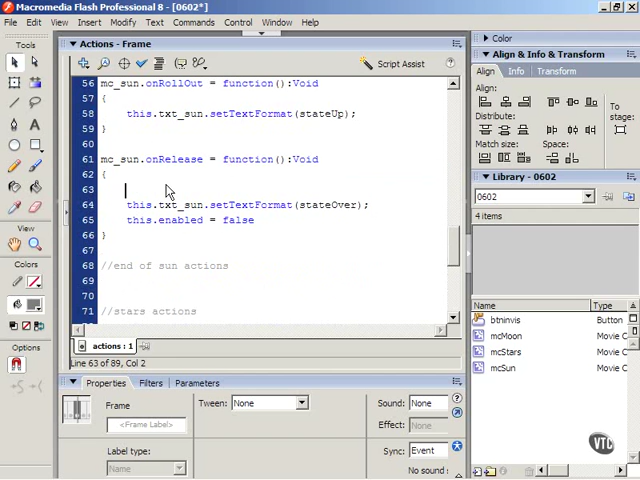 Macromedia Flash Professional 8 - [0602*]
File Edit View Insert Modify Text Commands Control Window Help
Tools
View
Colors
Options
Actions - Frame
Script Assist
56 mc_sun.onRollOut = function():Void
57 {
58 this.txt_sun.setTextFormat(stateUp);
59 }
60
61 mc_sun.onRelease = function():Void
62 {
63
64 this.txt_sun.setTextFormat(stateOver);
65 this.enabled = false
66 }
67
68 //end of sun actions
69
70
71 //stars actions
actions : 1
Line 63 of 89, Col 2
Properties Filters Parameters
Frame
<Frame Label>
Label type:
Name
Tween: None
Sound: None
Effect: None
Sync: Event
No sound
Color
Align & Info & Transform
Align Info Transform
Align:
Distribute:
Match size: Space:
To stage:
Library - 0602
0602
4 items
Name Type
btninvis Button
mcMoon Movie C
mcStars Movie C
mcSun Movie C
VTC